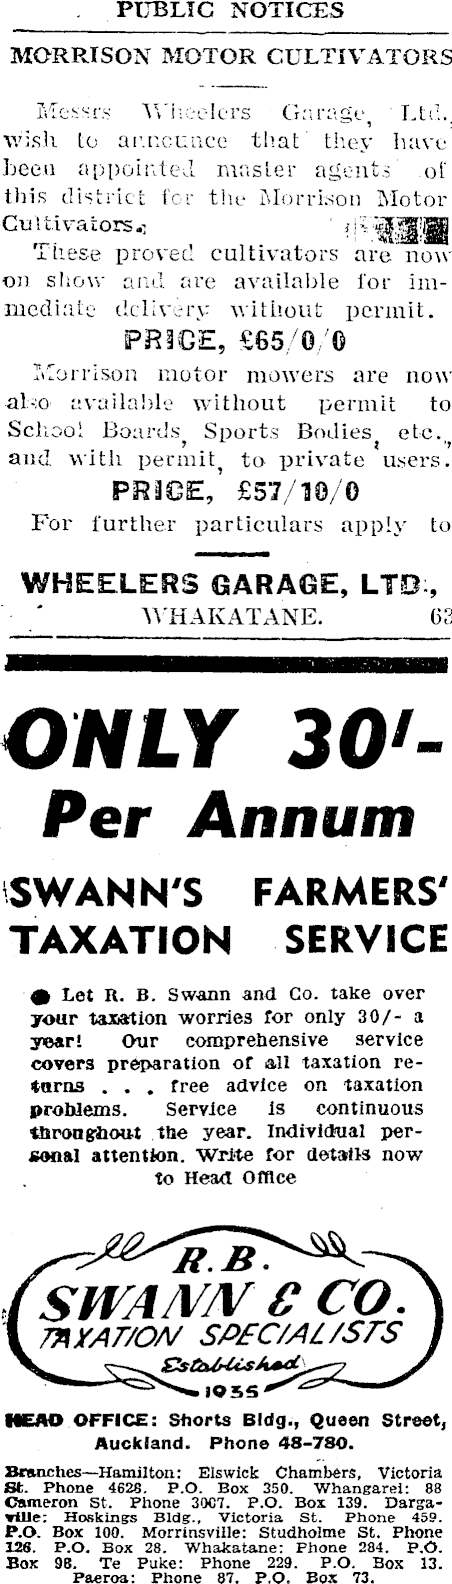 PUBLIC NOTICES
MORRISON MOTOR CULTIVATORS
Messrs Wheelers Garage, Ltd.,
wish to announce that they have
been appointed master agents of
this district for the Morrison Motor
Cultivators.
These proved cultivators are now
on show and are available for im-
mediate delivery without permit.
PRICE, £65/0/0
Morrison motor mowers are now
also available without permit to
School Boards, Sports Bodies, etc.,
and with permit, to private users.
PRICE, £57/10/0
For further particulars apply to
WHEELERS GARAGE, LTD.,
WHAKATANE. 63
ONLY 30/-
Per Annum
SWANN'S FARMERS'
TAXATION SERVICE
● Let R. B. Swann and Co. take over
your taxation worries for only 30/- a
year! Our comprehensive service
covers preparation of all taxation re-
turns . . . free advice on taxation
problems. Service is continuous
throughout the year. Individual per-
sonal attention. Write for details now
to Head Office
R. B.
SWANN & CO.
TAXATION SPECIALISTS
Established
1935
HEAD OFFICE: Shorts Bldg., Queen Street,
Auckland. Phone 48-780.
Branches—Hamilton: Elswick Chambers, Victoria
St. Phone 4626. P.O. Box 350. Whangarei: 88
Cameron St. Phone 3007. P.O. Box 139. Darga-
ville: Hoskings Bldg., Victoria St. Phone 459.
P.O. Box 100. Morrinsville: Studholme St. Phone
126. P.O. Box 28. Whakatane: Phone 284. P.O.
Box 98. Te Puke: Phone 229. P.O. Box 13.
Paeroa: Phone 87. P.O. Box 73.